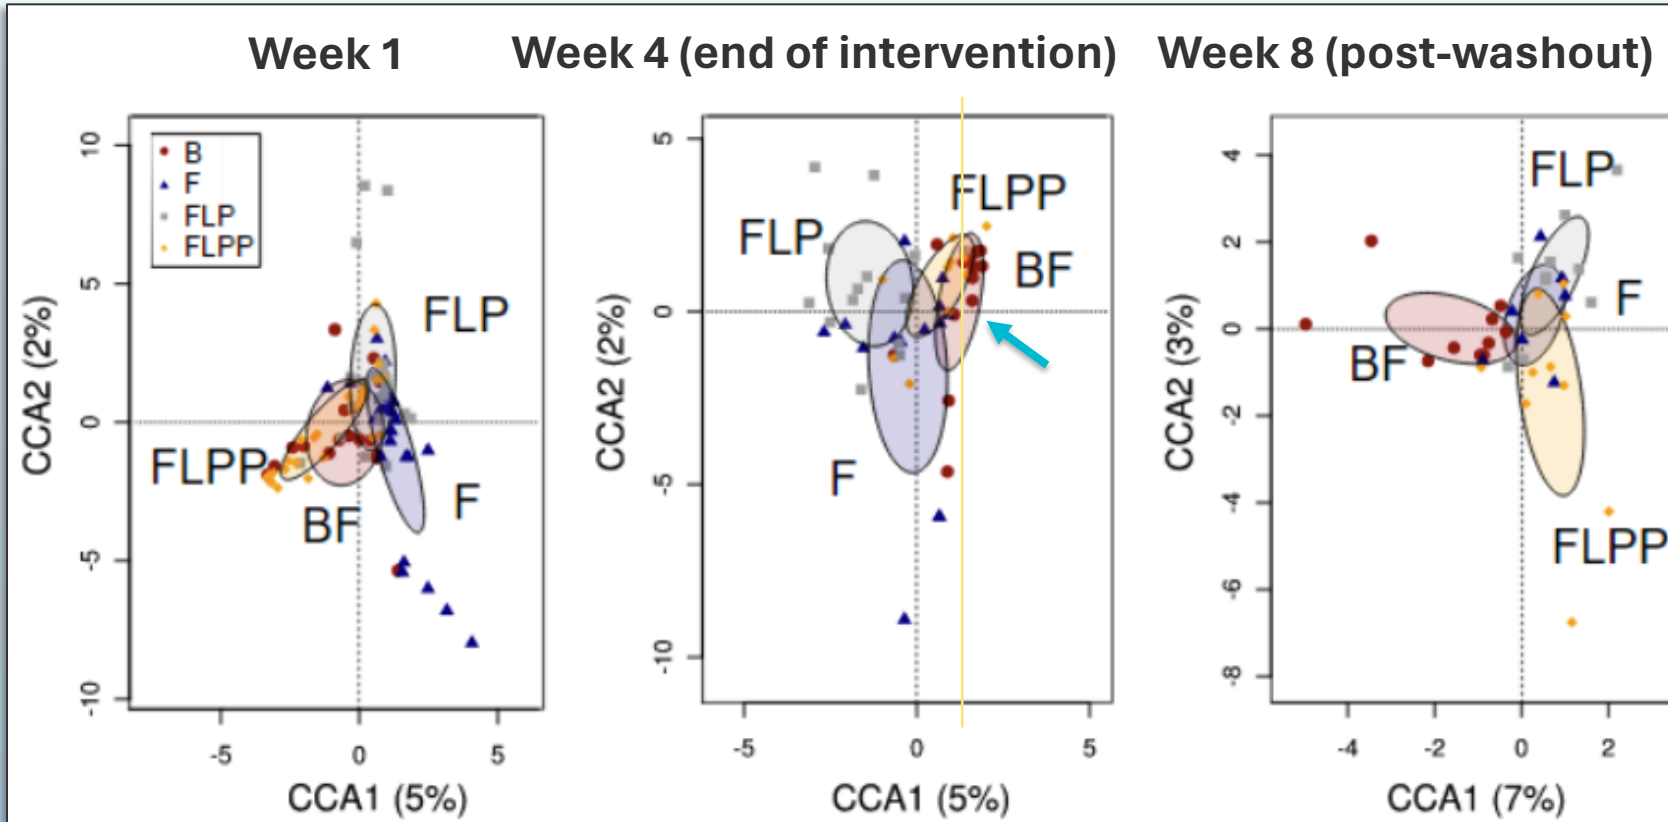 Week 1
Week 4 (end of intervention)
Week 8 (post-washout)
B
F
FLP
FLPP
FLP
FLPP
BF
F
CCA2 (2%)
10
5
0
-5
-10
-5
0
5
CCA1 (5%)
FLP
FLPP
BF
F
CCA2 (2%)
5
0
-5
-10
-5
0
5
CCA1 (5%)
FLP
F
BF
FLPP
CCA2 (3%)
4
2
0
-2
-4
-6
-8
-4
-2
0
2
CCA1 (7%)